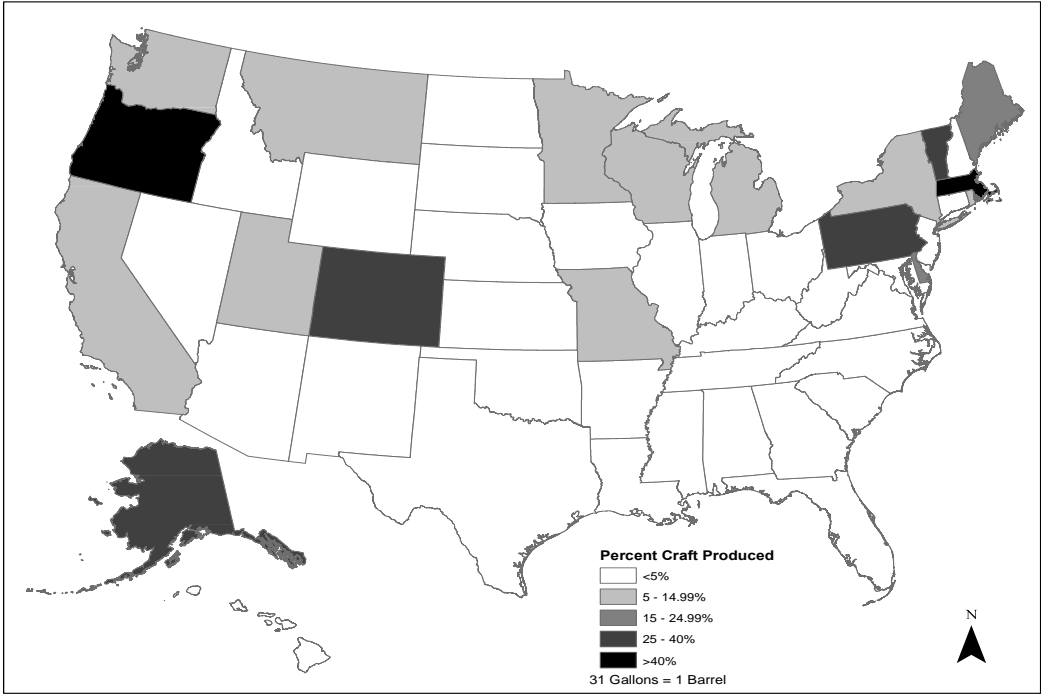 Percent Craft Produced
<5%
5 - 14.99%
15 - 24.99%
25 - 40%
>40%
31 Gallons = 1 Barrel
N